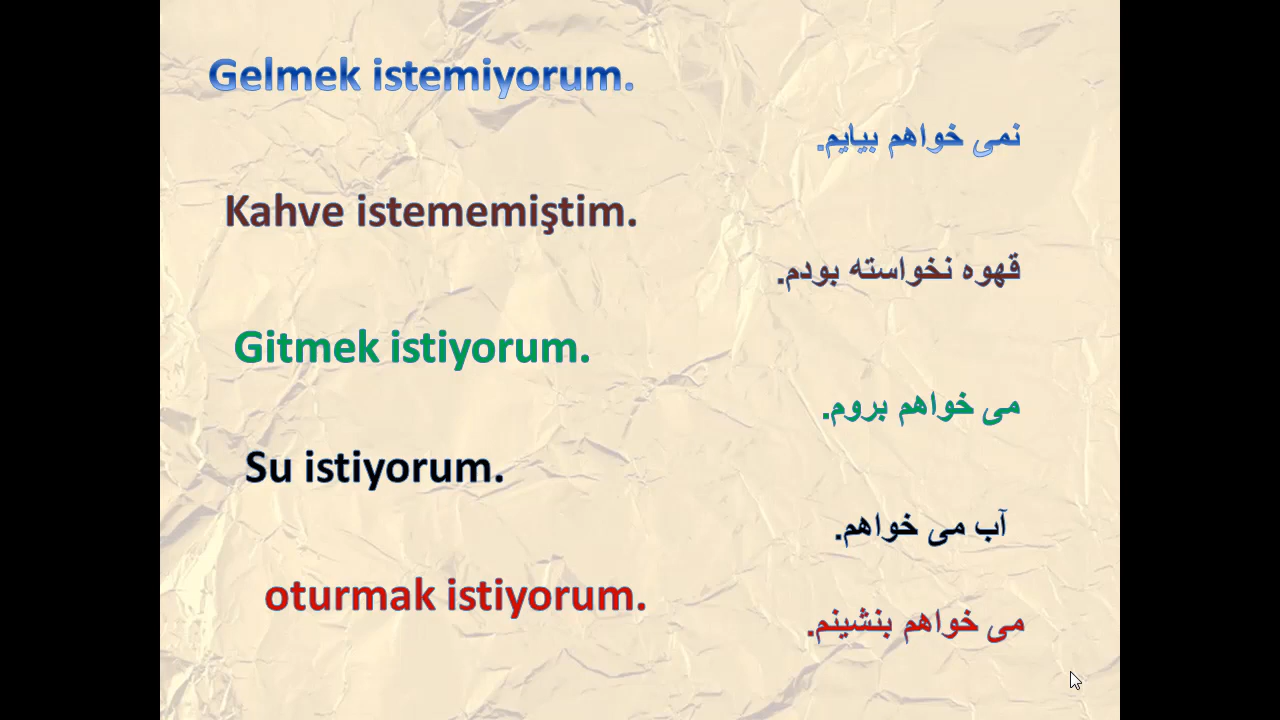 Gelmek istemiyorum.
نمی خواهم بیایم.
Kahve istememiştim.
قهوه نخواسته بودم.
Gitmek istiyorum.
می خواهم بروم.
Su istiyorum.
آب می خواهم.
oturmak istiyorum.
می خواهم بنشینم.